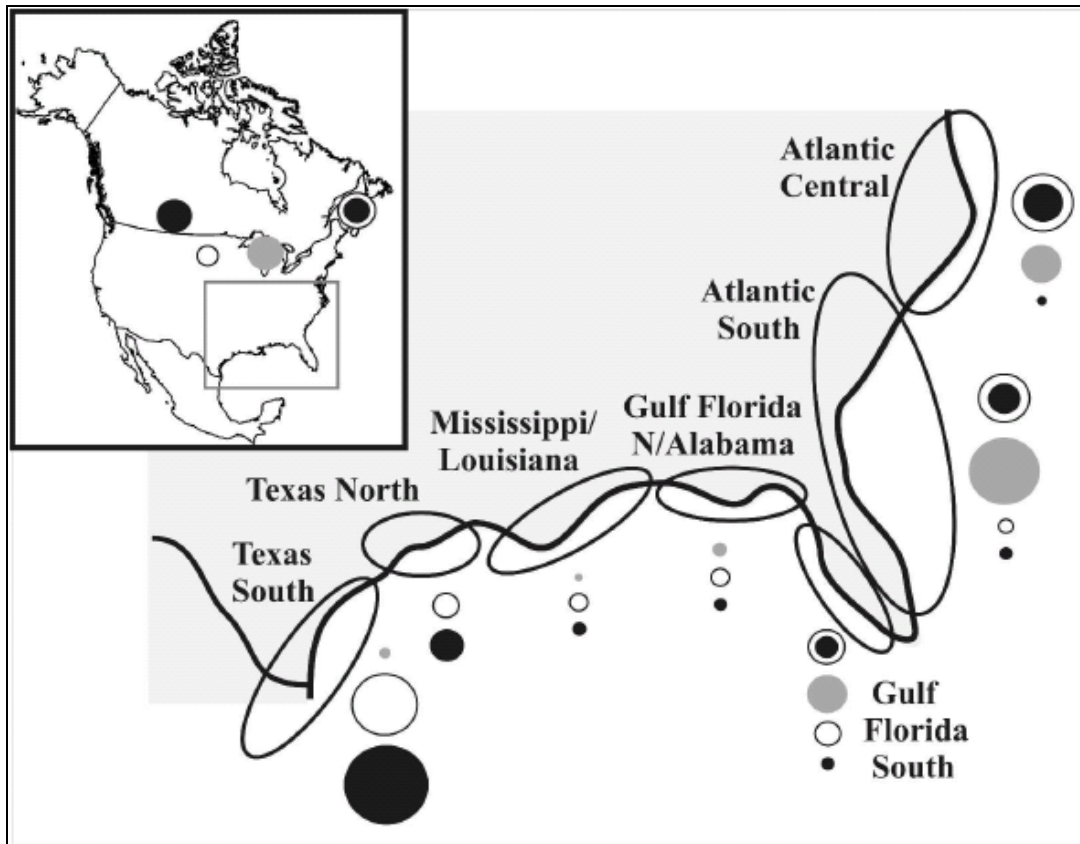 Atlantic
Central
Atlantic
South
Gulf Florida
N/Alabama
Mississippi/
Louisiana
Texas North
Texas
South
Gulf
Florida
South